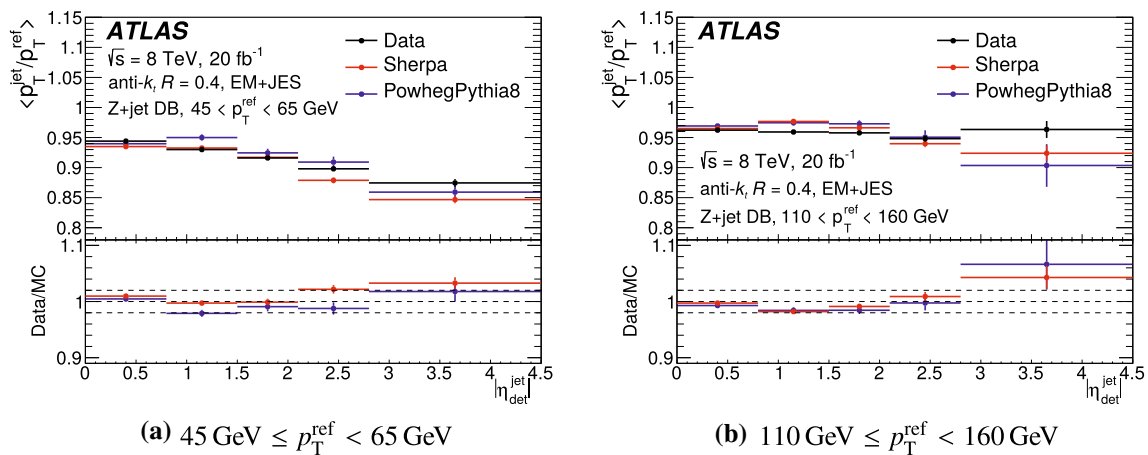 ATLAS
√s = 8 TeV, 20 fb⁻¹
anti-kₜ R = 0.4, EM+JES
Z+jet DB, 45 < p_T^ref < 65 GeV
Data
Sherpa
PowhegPythia8
<p_T^jet/p_T^ref>
1.15
1.1
1.05
1
0.95
0.9
0.85
0.8
Data/MC
1.1
1
0.9
0 0.5 1 1.5 2 2.5 3 3.5 4 4.5
|η_det^jet|
(a) 45 GeV ≤ p_T^ref < 65 GeV
ATLAS
Data
Sherpa
PowhegPythia8
√s = 8 TeV, 20 fb⁻¹
anti-kₜ R = 0.4, EM+JES
Z+jet DB, 110 < p_T^ref < 160 GeV
<p_T^jet/p_T^ref>
1.15
1.1
1.05
1
0.95
0.9
0.85
0.8
Data/MC
1.1
1
0.9
0 0.5 1 1.5 2 2.5 3 3.5 4 4.5
|η_det^jet|
(b) 110 GeV ≤ p_T^ref < 160 GeV